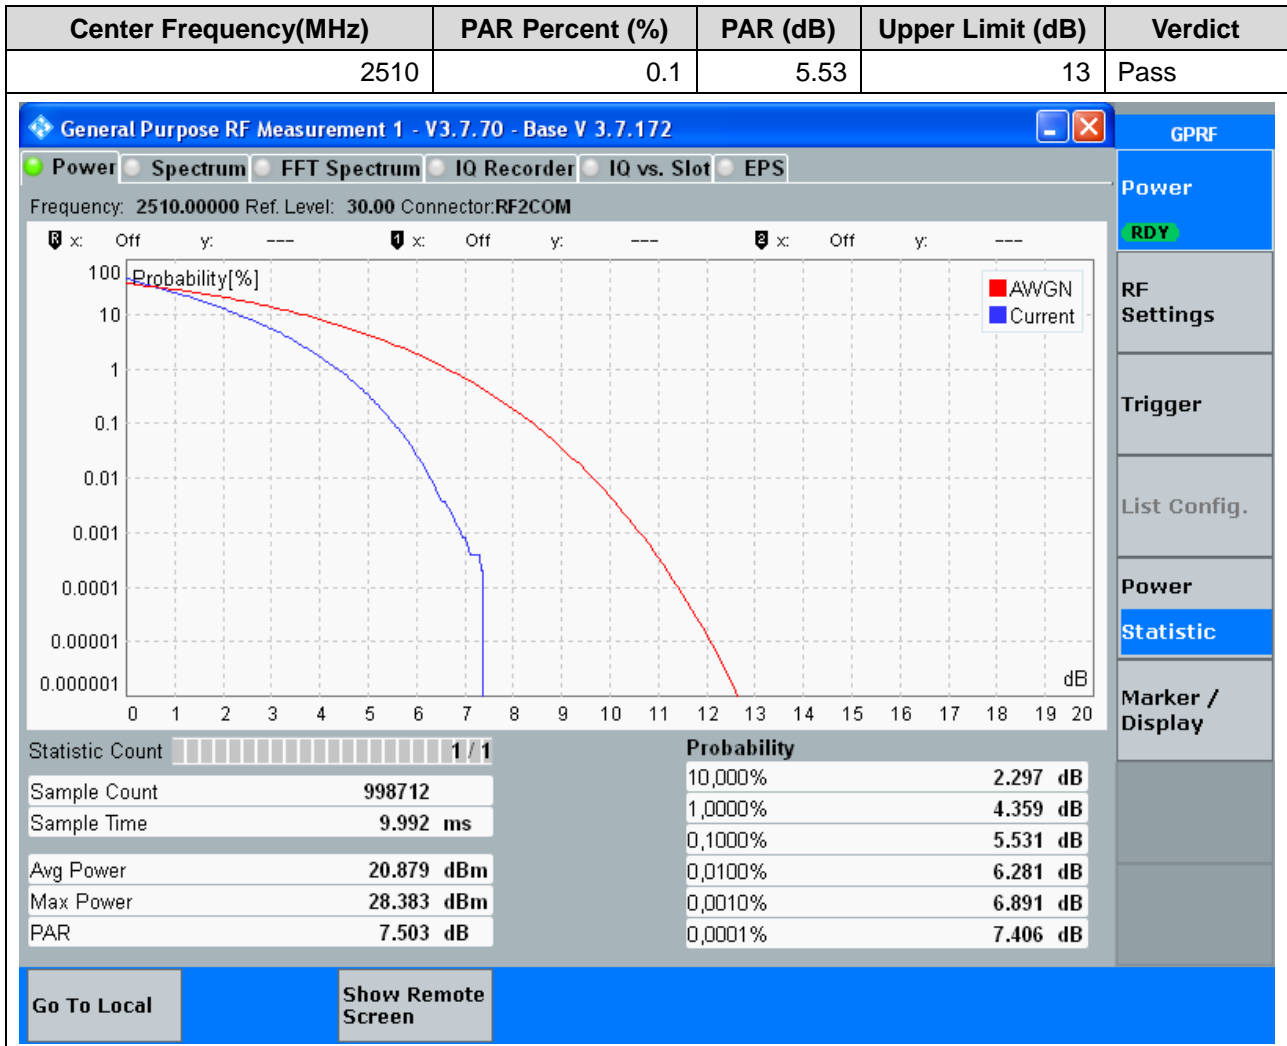 Center Frequency(MHz) PAR Percent (%) PAR (dB) Upper Limit (dB) Verdict
2510 0.1 5.53 13 Pass
General Purpose RF Measurement 1 - V3.7.70 - Base V 3.7.172
GPRF
Power Spectrum FFT Spectrum IQ Recorder IQ vs. Slot EPS
Power
RDY
Frequency: 2510.00000 Ref. Level: 30.00 Connector:RF2COM
R x: Off y: --- 1 x: Off y: --- 2 x: Off y: ---
Probability[%]
AWGN
Current
100
10
1
0.1
0.01
0.001
0.0001
0.00001
0.000001
dB
0 1 2 3 4 5 6 7 8 9 10 11 12 13 14 15 16 17 18 19 20
RF
Settings
Trigger
List Config.
Power
Statistic
Marker /
Display
Statistic Count 1 / 1
Sample Count 998712
Sample Time 9.992 ms
Avg Power 20.879 dBm
Max Power 28.383 dBm
PAR 7.503 dB
Probability
10,000% 2.297 dB
1,0000% 4.359 dB
0,1000% 5.531 dB
0,0100% 6.281 dB
0,0010% 6.891 dB
0,0001% 7.406 dB
Go To Local
Show Remote
Screen